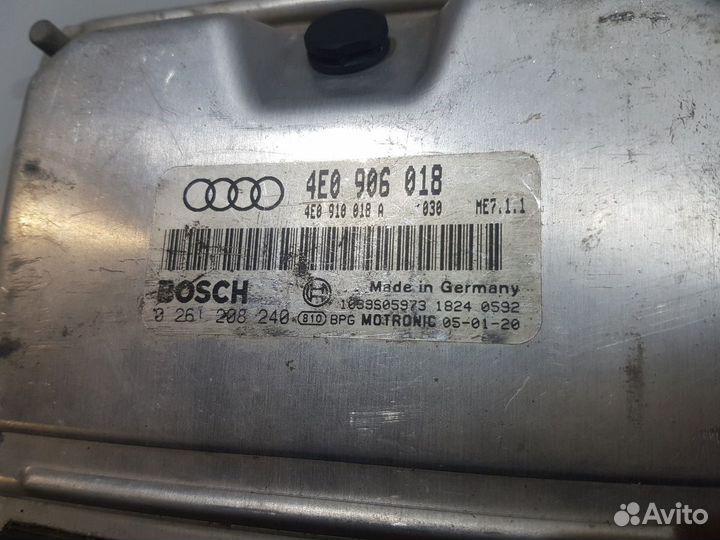 4E0 906 018
4E0 910 018 A 030 ME7.1.1
BOSCH Made in Germany
1039S05973 1824 0592
0 261 208 240 810 BPG MOTRONIC 05-01-20
Avito